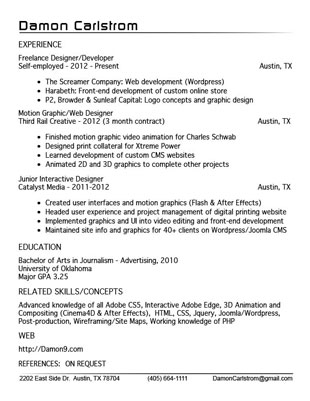 Damon Carlstrom
EXPERIENCE
Freelance Designer/Developer
Self-employed - 2012 - Present Austin, TX
• The Screamer Company: Web development (Wordpress)
• Harabeth: Front-end development of custom online store
• P2, Browder & Sunleaf Capital: Logo concepts and graphic design
Motion Graphic/Web Designer
Third Rail Creative - 2012 (3 month contract) Austin, TX
• Finished motion graphic video animation for Charles Schwab
• Designed print collateral for Xtreme Power
• Learned development of custom CMS websites
• Animated 2D and 3D graphics to complete other projects
Junior Interactive Designer
Catalyst Media - 2011-2012 Austin, TX
• Created user interfaces and motion graphics (Flash & After Effects)
• Headed user experience and project management of digital printing website
• Implemented graphics and UI into video editing and front-end development
• Maintained site info and graphics for 40+ clients on Wordpress/Joomla CMS
EDUCATION
Bachelor of Arts in Journalism - Advertising, 2010
University of Oklahoma
Major GPA 3.25
RELATED SKILLS/CONCEPTS
Advanced knowledge of all Adobe CS5, Interactive Adobe Edge, 3D Animation and
Compositing (Cinema4D & After Effects), HTML, CSS, Jquery, Joomla/Wordpress,
Post-production, Wireframing/Site Maps, Working knowledge of PHP
WEB
http://Damon9.com
REFERENCES: ON REQUEST
2202 East Side Dr. Austin, TX 78704 (405) 664-1111 DamonCarlstrom@gmail.com